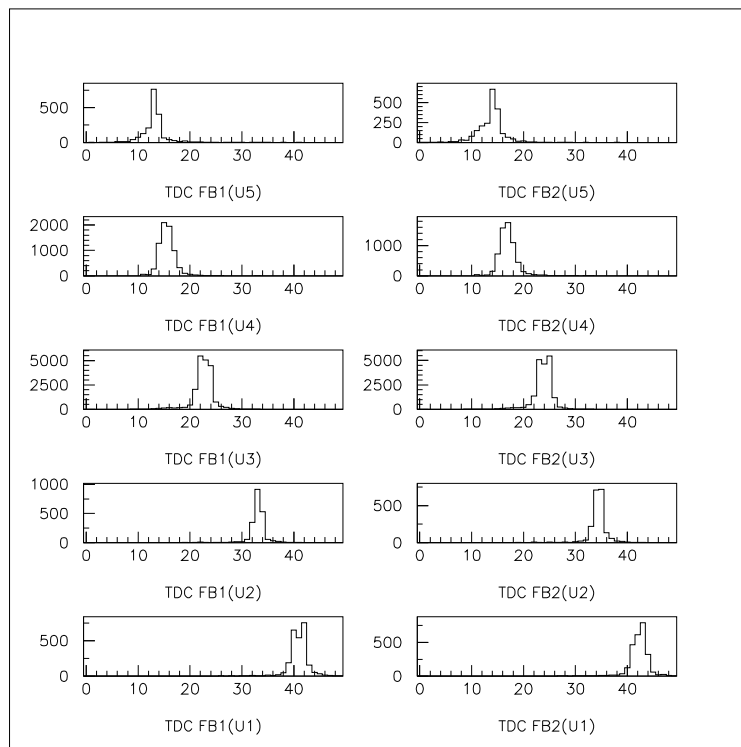 500
0
0 10 20 30 40
TDC FB1(U5)
500
250
0
0 10 20 30 40
TDC FB2(U5)
2000
1000
0
0 10 20 30 40
TDC FB1(U4)
1000
0
0 10 20 30 40
TDC FB2(U4)
5000
2500
0
0 10 20 30 40
TDC FB1(U3)
5000
2500
0
0 10 20 30 40
TDC FB2(U3)
1000
500
0
0 10 20 30 40
TDC FB1(U2)
500
0
0 10 20 30 40
TDC FB2(U2)
500
0
0 10 20 30 40
TDC FB1(U1)
500
0
0 10 20 30 40
TDC FB2(U1)